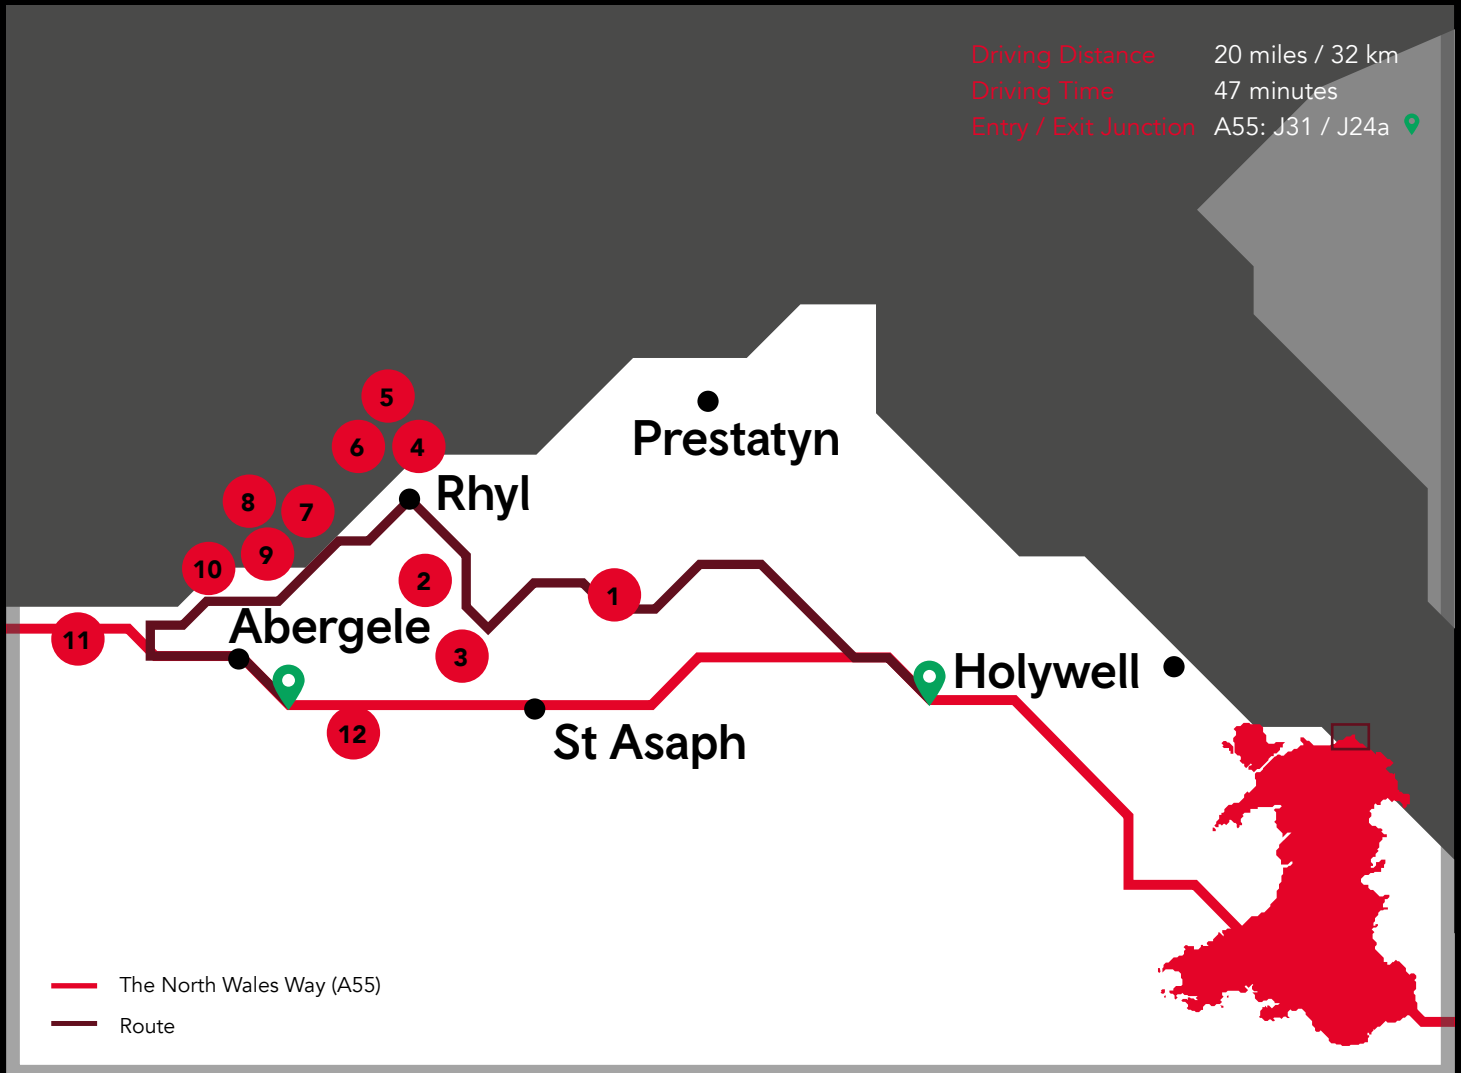 Driving Distance 20 miles / 32 km
Driving Time 47 minutes
Entry / Exit Junction A55: J31 / J24a
5
6 4
Prestatyn
Rhyl
8 7
9
10
2
1
Abergele
11
3
Holywell
12
St Asaph
The North Wales Way (A55)
Route